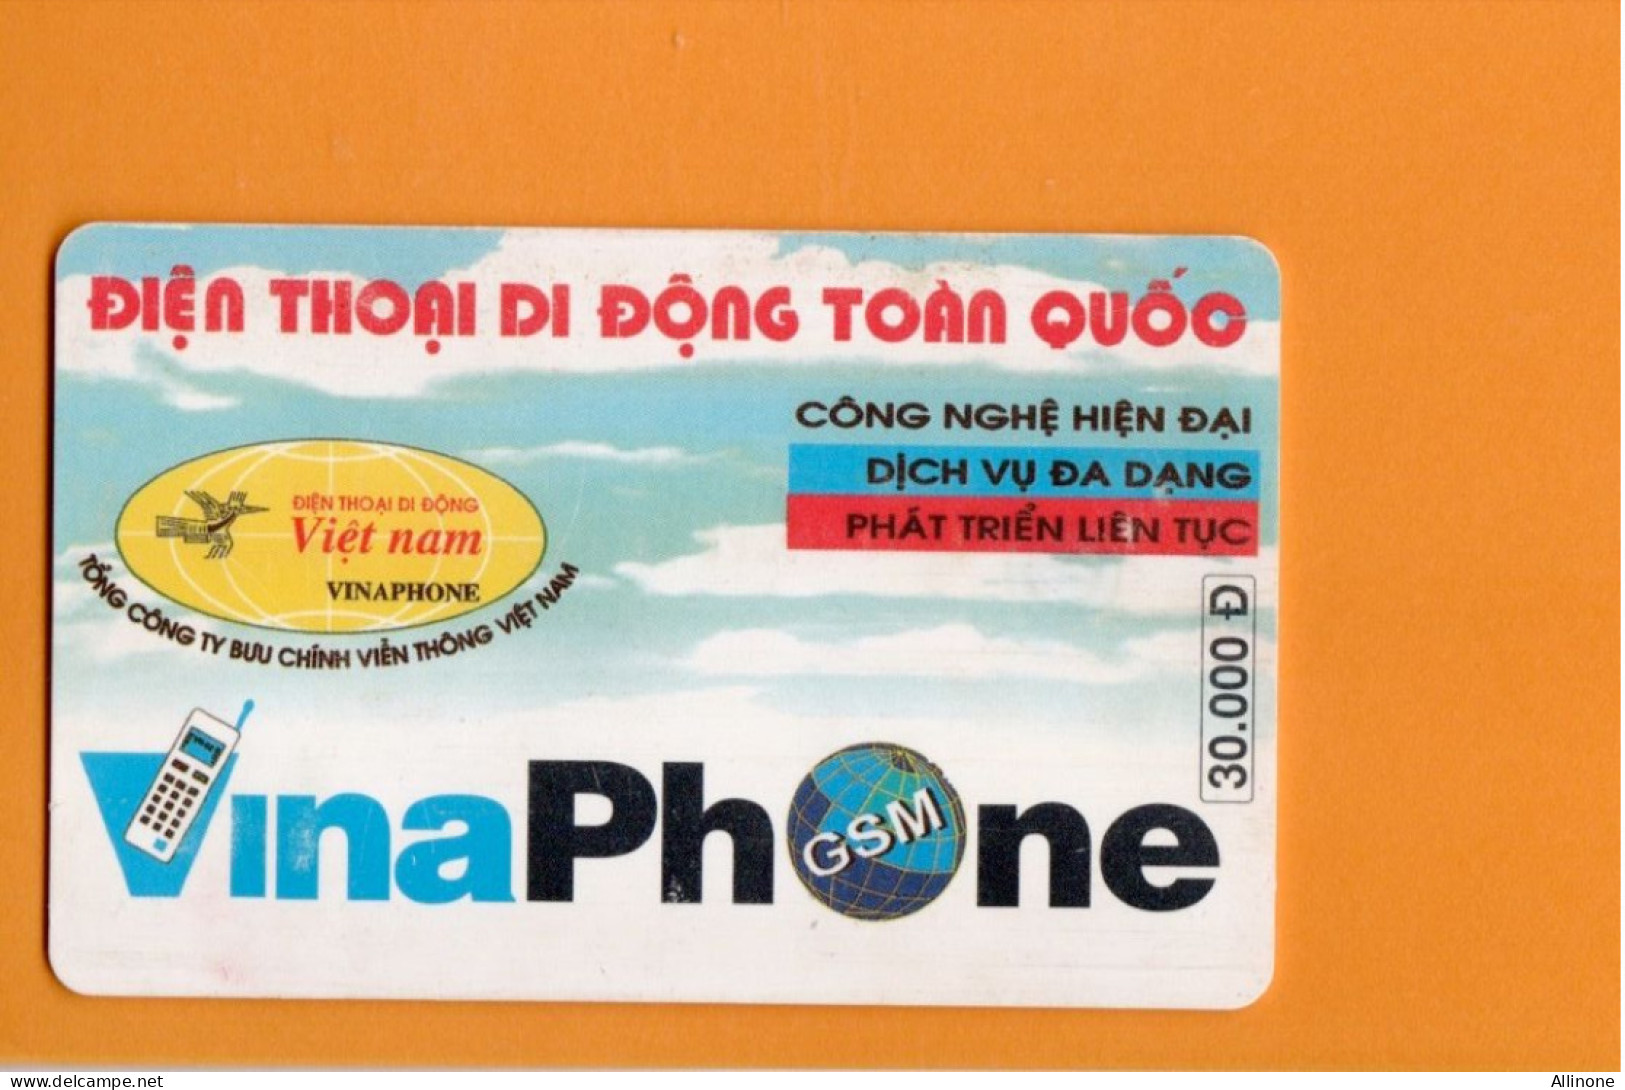 ĐIỆN THOẠI DI ĐỘNG TOÀN QUỐC
CÔNG NGHỆ HIỆN ĐẠI
DỊCH VỤ ĐA DẠNG
PHÁT TRIỂN LIÊN TỤC
ĐIỆN THOẠI DI ĐỘNG
Việt nam
VINAPHONE
TỔNG CÔNG TY BƯU CHÍNH VIỄN THÔNG VIỆT NAM
30.000 Đ
VinaPhone
GSM
www.delcampe.net
Allinone